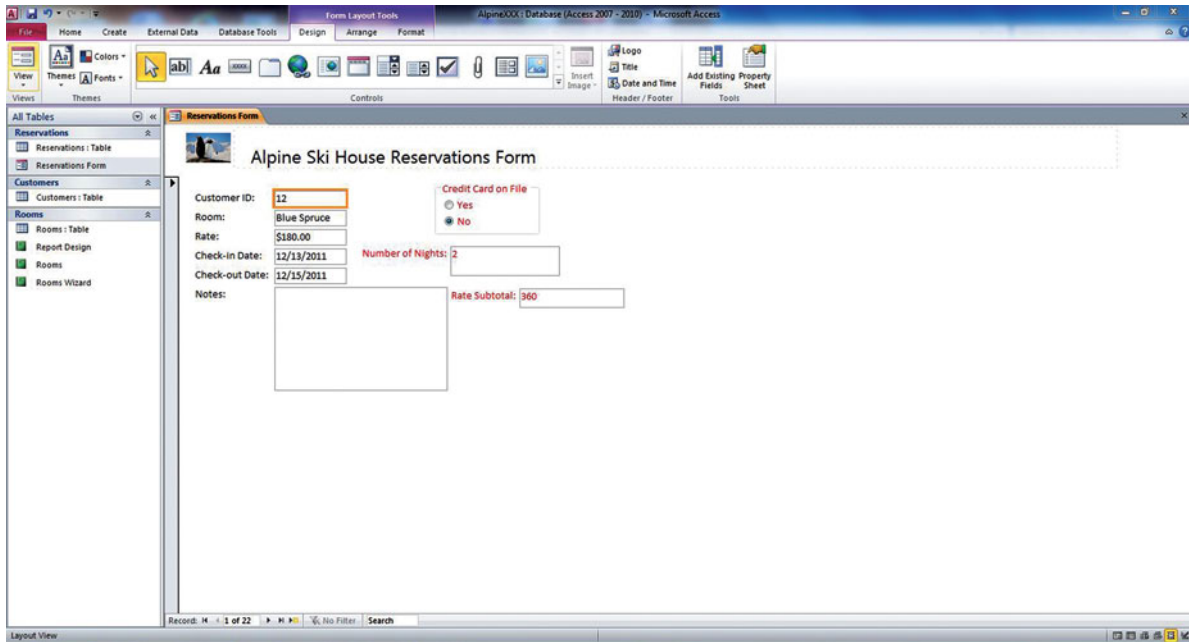 Form Layout Tools
AlpineXXX : Database (Access 2007 - 2010) - Microsoft Access
File Home Create External Data Database Tools Design Arrange Format
View
Views
Aa
Themes
Colors
A Fonts
Themes
ab| Aa xxxx
Insert Image
Controls
Logo
Title
Date and Time
Header / Footer
Add Existing Fields
Property Sheet
Tools
All Tables
Reservations
Reservations : Table
Reservations Form
Customers
Customers : Table
Rooms
Rooms : Table
Report Design
Rooms
Rooms Wizard
Reservations Form
Alpine Ski House Reservations Form
Customer ID: 12
Room: Blue Spruce
Rate: $180.00
Check-in Date: 12/13/2011
Check-out Date: 12/15/2011
Notes:
Credit Card on File
Yes
No
Number of Nights: 2
Rate Subtotal: 360
Record: 1 of 22 No Filter Search
Layout View